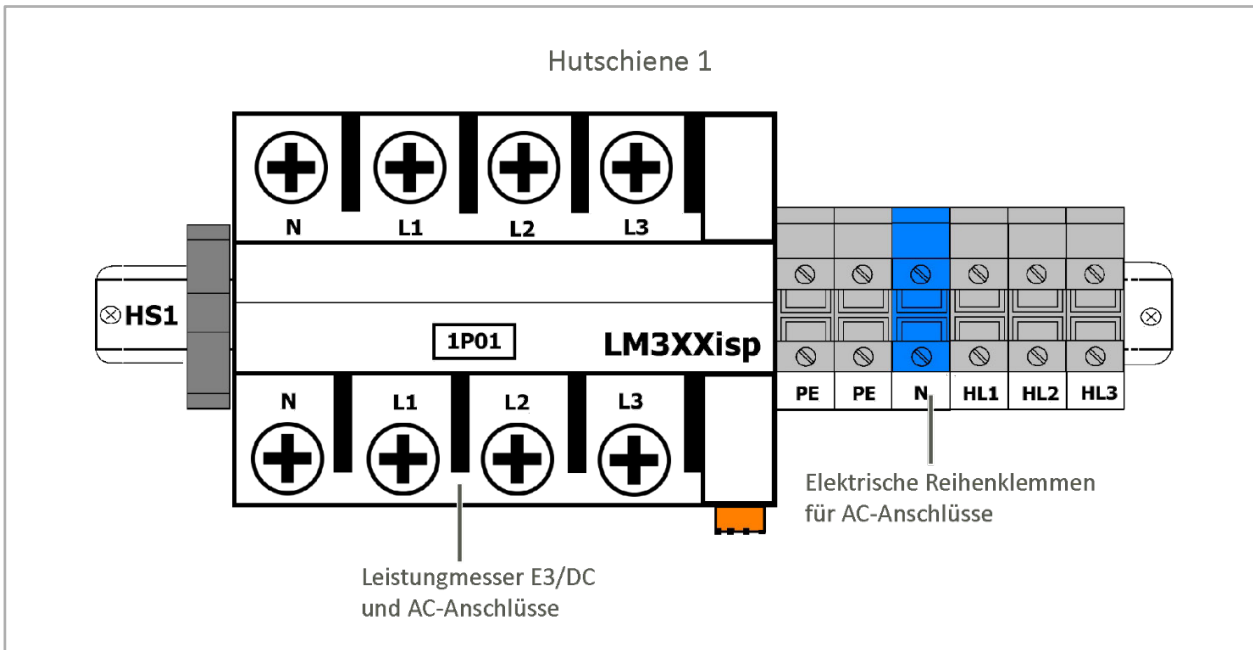 Hutschiene 1
N L1 L2 L3
HS1
1P01 LM3XXisp
PE PE N HL1 HL2 HL3
N L1 L2 L3
Elektrische Reihenklemmen
für AC-Anschlüsse
Leistungmesser E3/DC
und AC-Anschlüsse